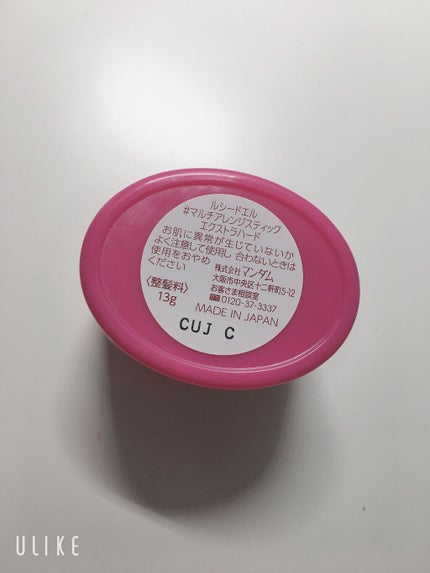 ルシードエル
#マルチアレンジスティック
エクストラハード
お肌に異常が生じていないか
よく注意して使用し 合わないときは
使用をおやめ
ください
株式会社マンダム
大阪市中央区十二軒町5-12
お客さま相談室
0120-37-3337
〈整髪料〉
13g
MADE IN JAPAN
CUJ C
ULIKE